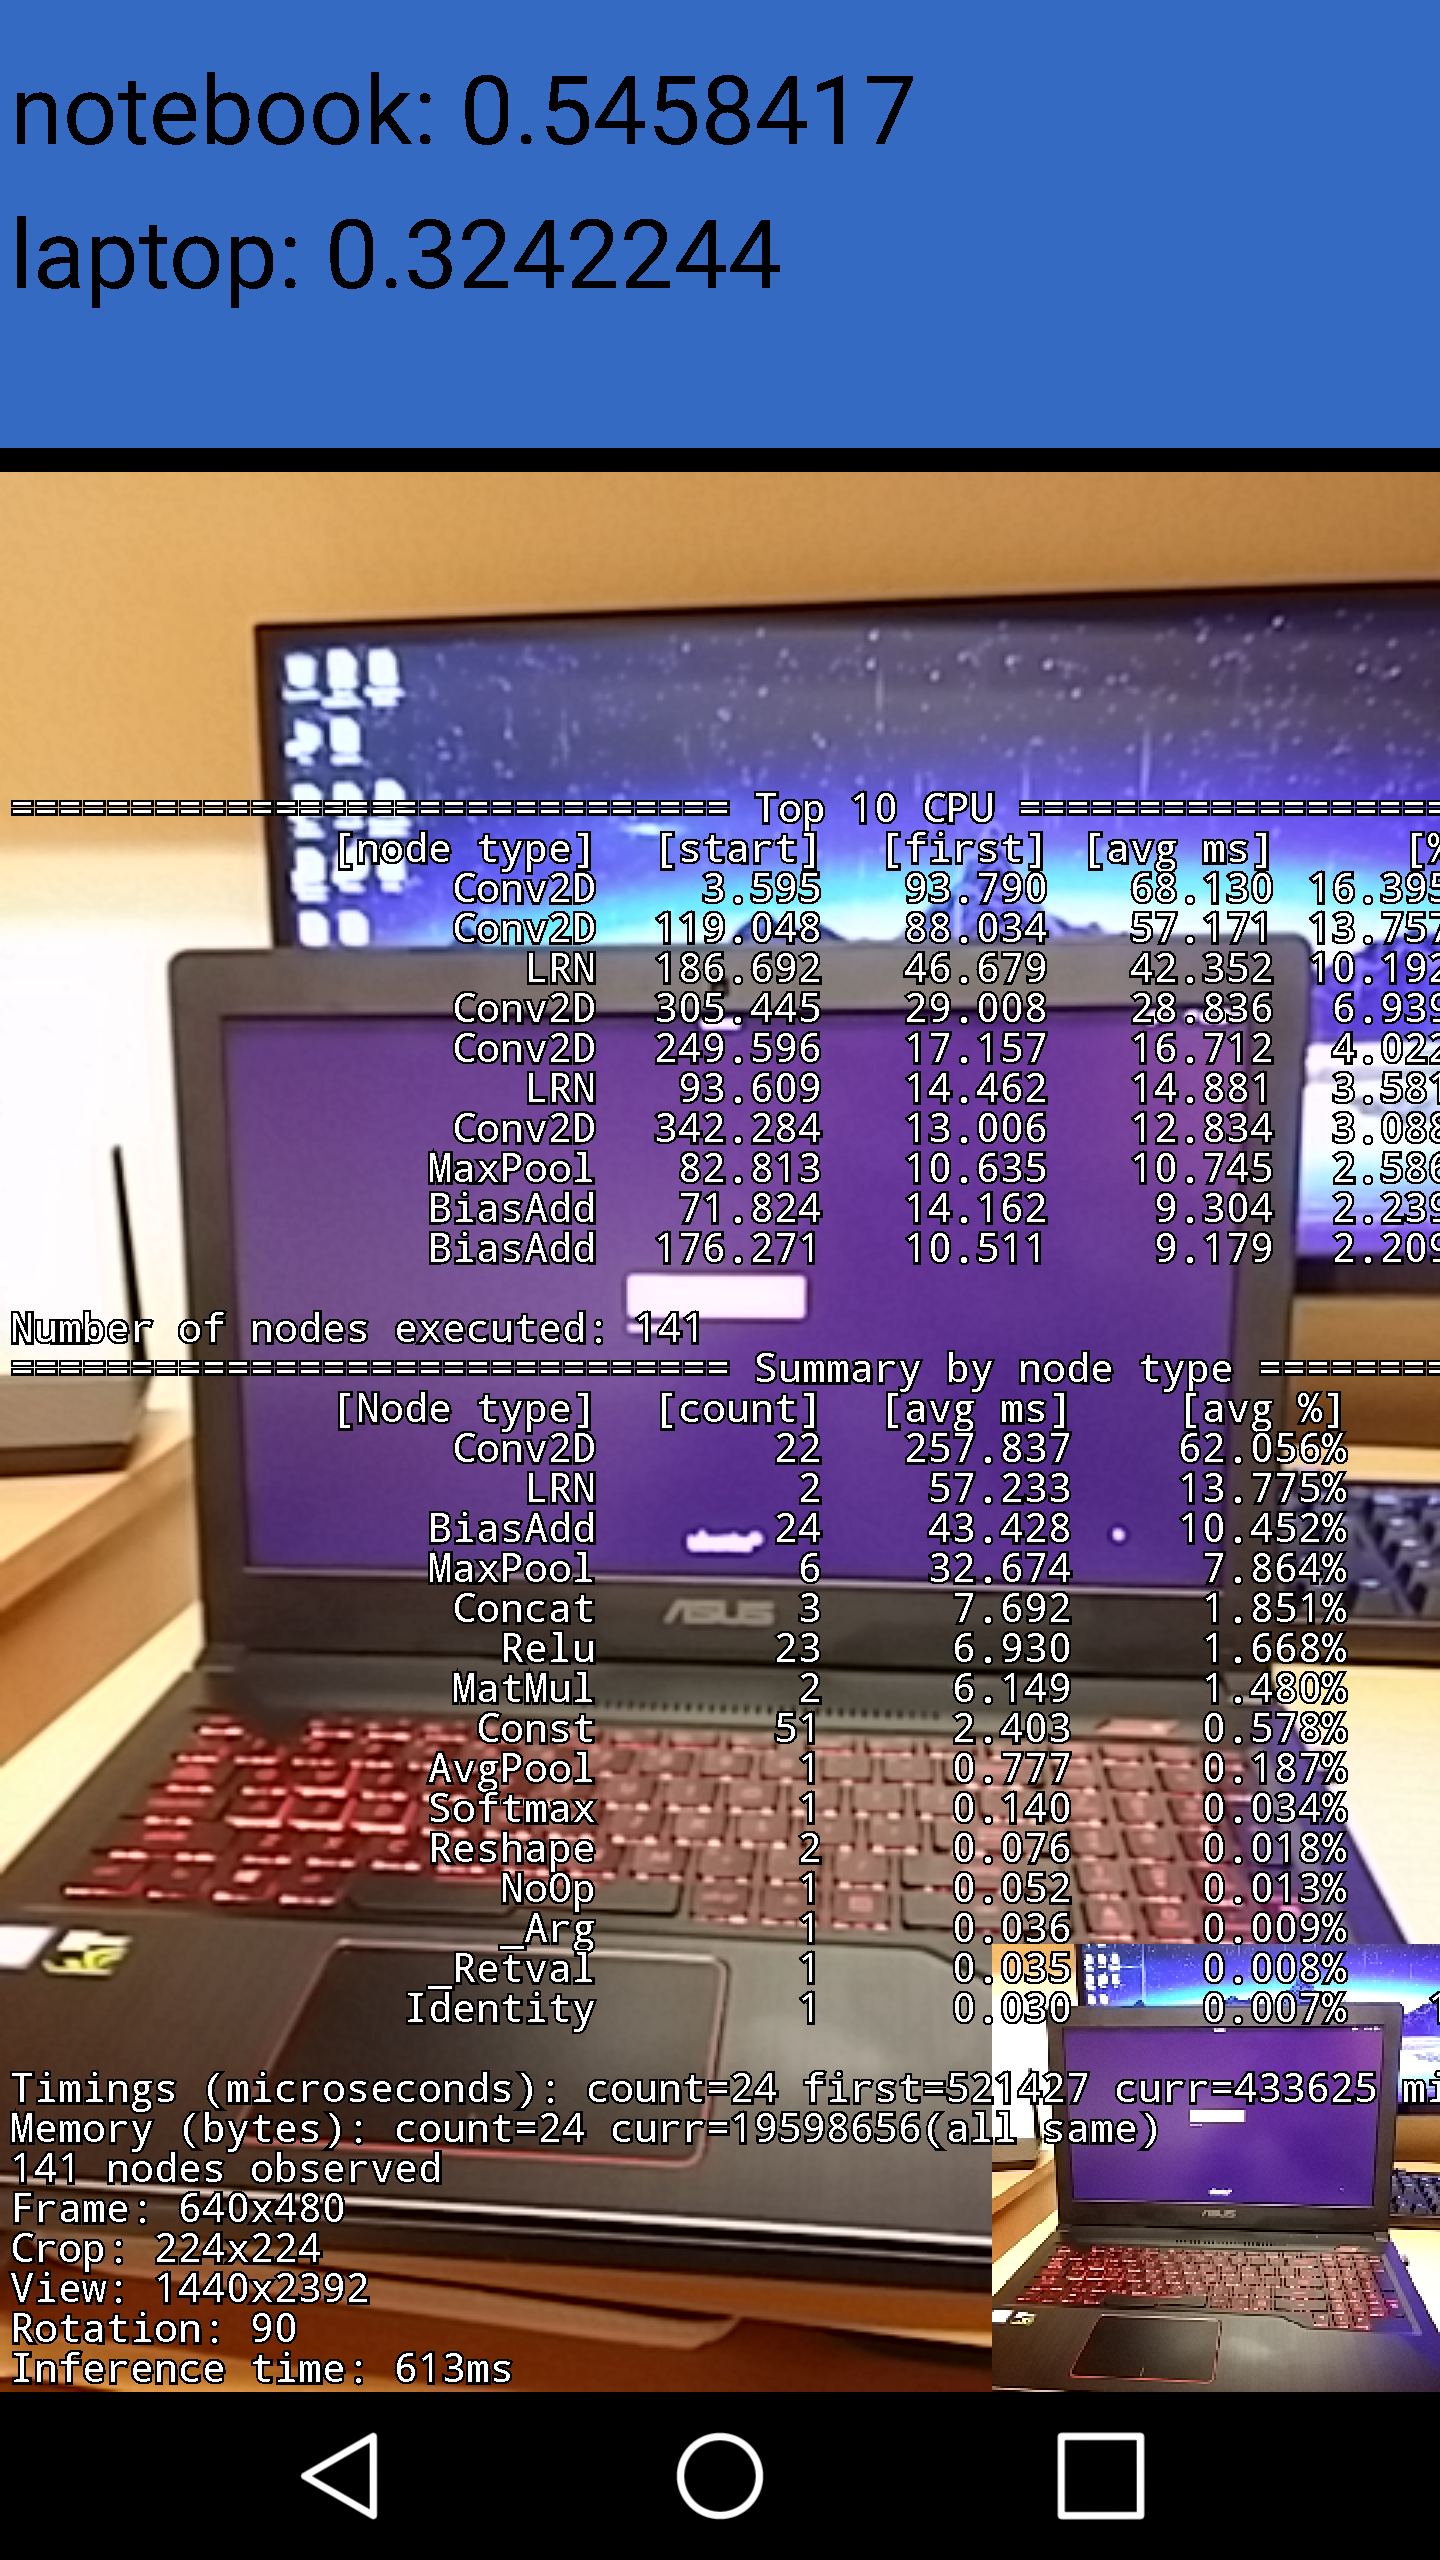 notebook: 0.5458417
laptop: 0.3242244
============================== Top 10 CPU ==================
[node type] [start] [first] [avg ms] [%
Conv2D 3.595 93.790 68.130 16.395
Conv2D 119.048 88.034 57.171 13.757
LRN 186.692 46.679 42.352 10.192
Conv2D 305.445 29.008 28.836 6.939
Conv2D 249.596 17.157 16.712 4.022
LRN 93.609 14.462 14.881 3.581
Conv2D 342.284 13.006 12.834 3.088
MaxPool 82.813 10.635 10.745 2.586
BiasAdd 71.824 14.162 9.304 2.239
BiasAdd 176.271 10.511 9.179 2.209
Number of nodes executed: 141
============================== Summary by node type ========
[Node type] [count] [avg ms] [avg %]
Conv2D 22 257.837 62.056%
LRN 2 57.233 13.775%
BiasAdd 24 43.428 10.452%
MaxPool 6 32.674 7.864%
Concat 3 7.692 1.851%
Relu 23 6.930 1.668%
MatMul 2 6.149 1.480%
Const 51 2.403 0.578%
AvgPool 1 0.777 0.187%
Softmax 1 0.140 0.034%
Reshape 2 0.076 0.018%
NoOp 1 0.052 0.013%
_Arg 1 0.036 0.009%
_Retval 1 0.035 0.008%
Identity 1 0.030 0.007% 1
Timings (microseconds): count=24 first=521427 curr=433625 mi
Memory (bytes): count=24 curr=19598656(all same)
141 nodes observed
Frame: 640x480
Crop: 224x224
View: 1440x2392
Rotation: 90
Inference time: 613ms
ASUS
ASUS